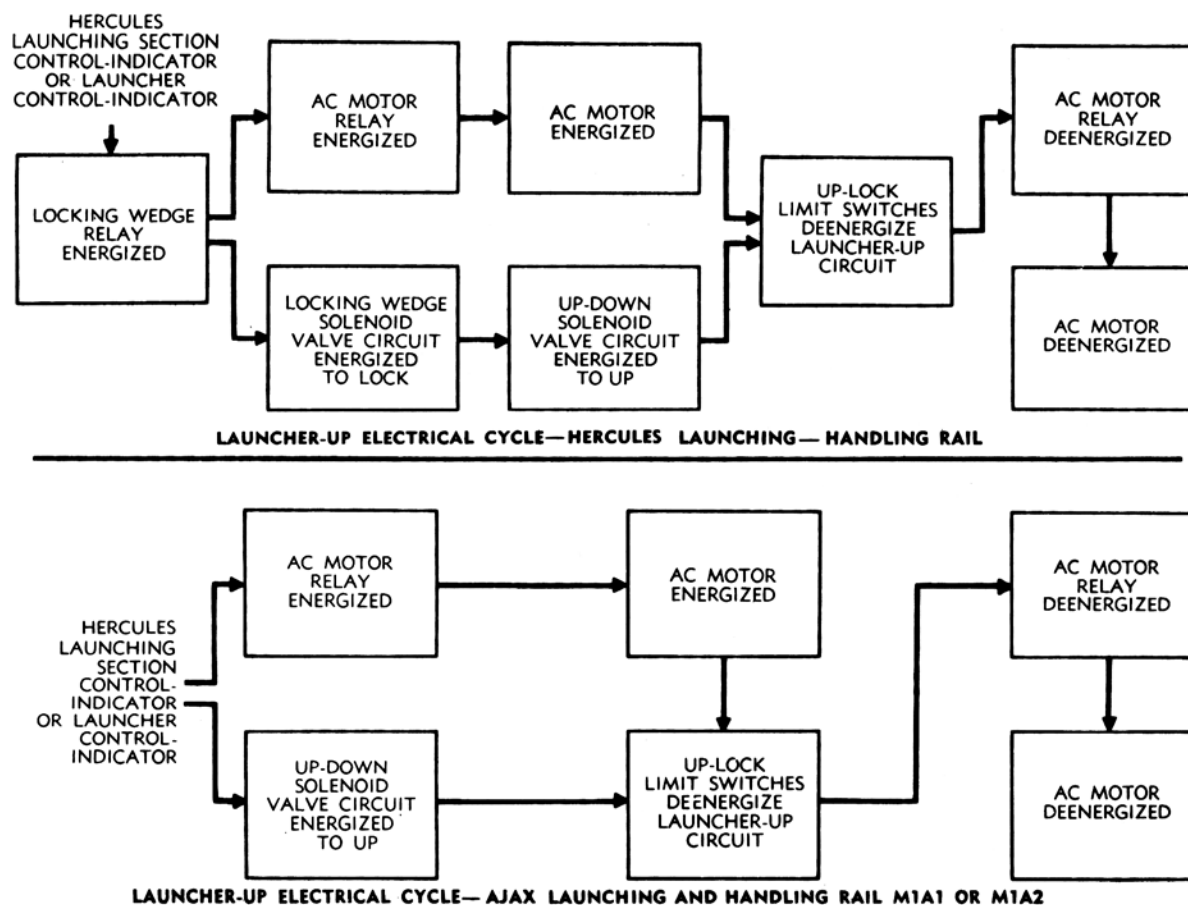 HERCULES
LAUNCHING SECTION
CONTROL-INDICATOR
OR LAUNCHER
CONTROL-INDICATOR
LOCKING WEDGE
RELAY
ENERGIZED
AC MOTOR
RELAY
ENERGIZED
AC MOTOR
ENERGIZED
LOCKING WEDGE
SOLENOID
VALVE CIRCUIT
ENERGIZED
TO LOCK
UP-DOWN
SOLENOID
VALVE CIRCUIT
ENERGIZED
TO UP
UP-LOCK
LIMIT SWITCHES
DEENERGIZE
LAUNCHER-UP
CIRCUIT
AC MOTOR
RELAY
DEENERGIZED
AC MOTOR
DEENERGIZED
LAUNCHER-UP ELECTRICAL CYCLE—HERCULES LAUNCHING—HANDLING RAIL
HERCULES
LAUNCHING
SECTION
CONTROL-
INDICATOR
OR LAUNCHER
CONTROL-
INDICATOR
AC MOTOR
RELAY
ENERGIZED
AC MOTOR
ENERGIZED
UP-DOWN
SOLENOID
VALVE CIRCUIT
ENERGIZED
TO UP
UP-LOCK
LIMIT SWITCHES
DEENERGIZE
LAUNCHER-UP
CIRCUIT
AC MOTOR
RELAY
DEENERGIZED
AC MOTOR
DEENERGIZED
LAUNCHER-UP ELECTRICAL CYCLE—AJAX LAUNCHING AND HANDLING RAIL M1A1 OR M1A2